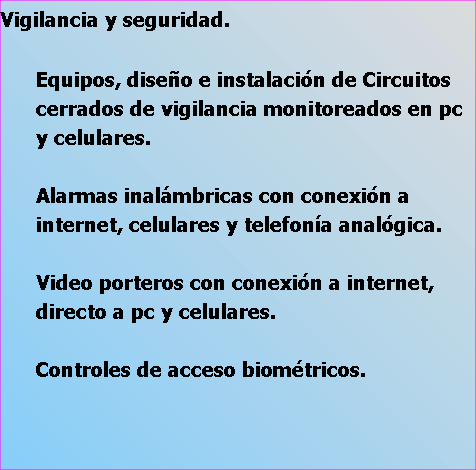 Vigilancia y seguridad.
Equipos, diseño e instalación de Circuitos
cerrados de vigilancia monitoreados en pc
y celulares.
Alarmas inalámbricas con conexión a
internet, celulares y telefonía analógica.
Video porteros con conexión a internet,
directo a pc y celulares.
Controles de acceso biométricos.